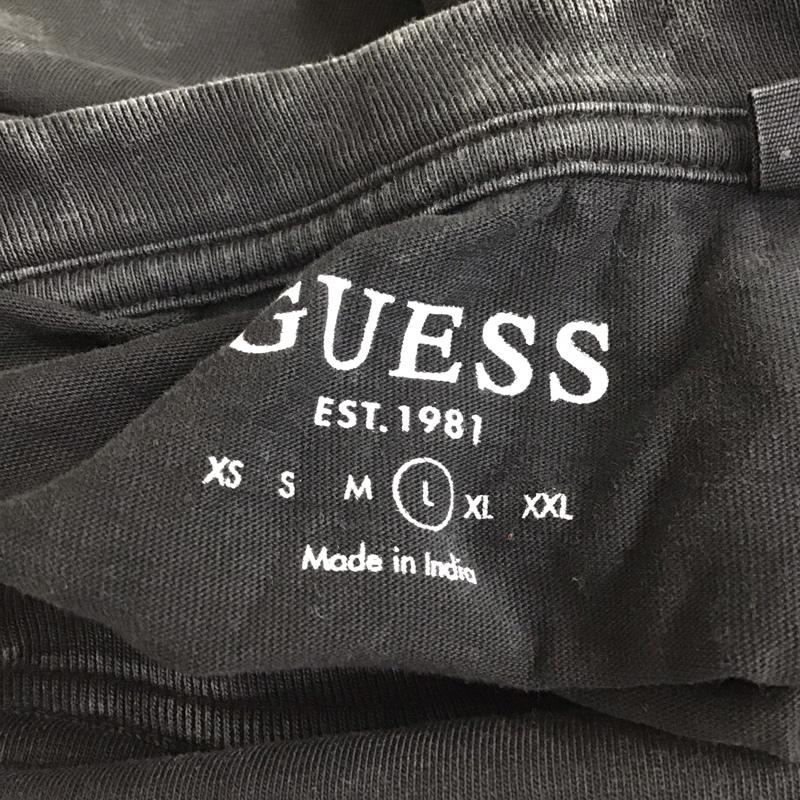 GUESS
EST.1981
XS S M L XL XXL
Made in India